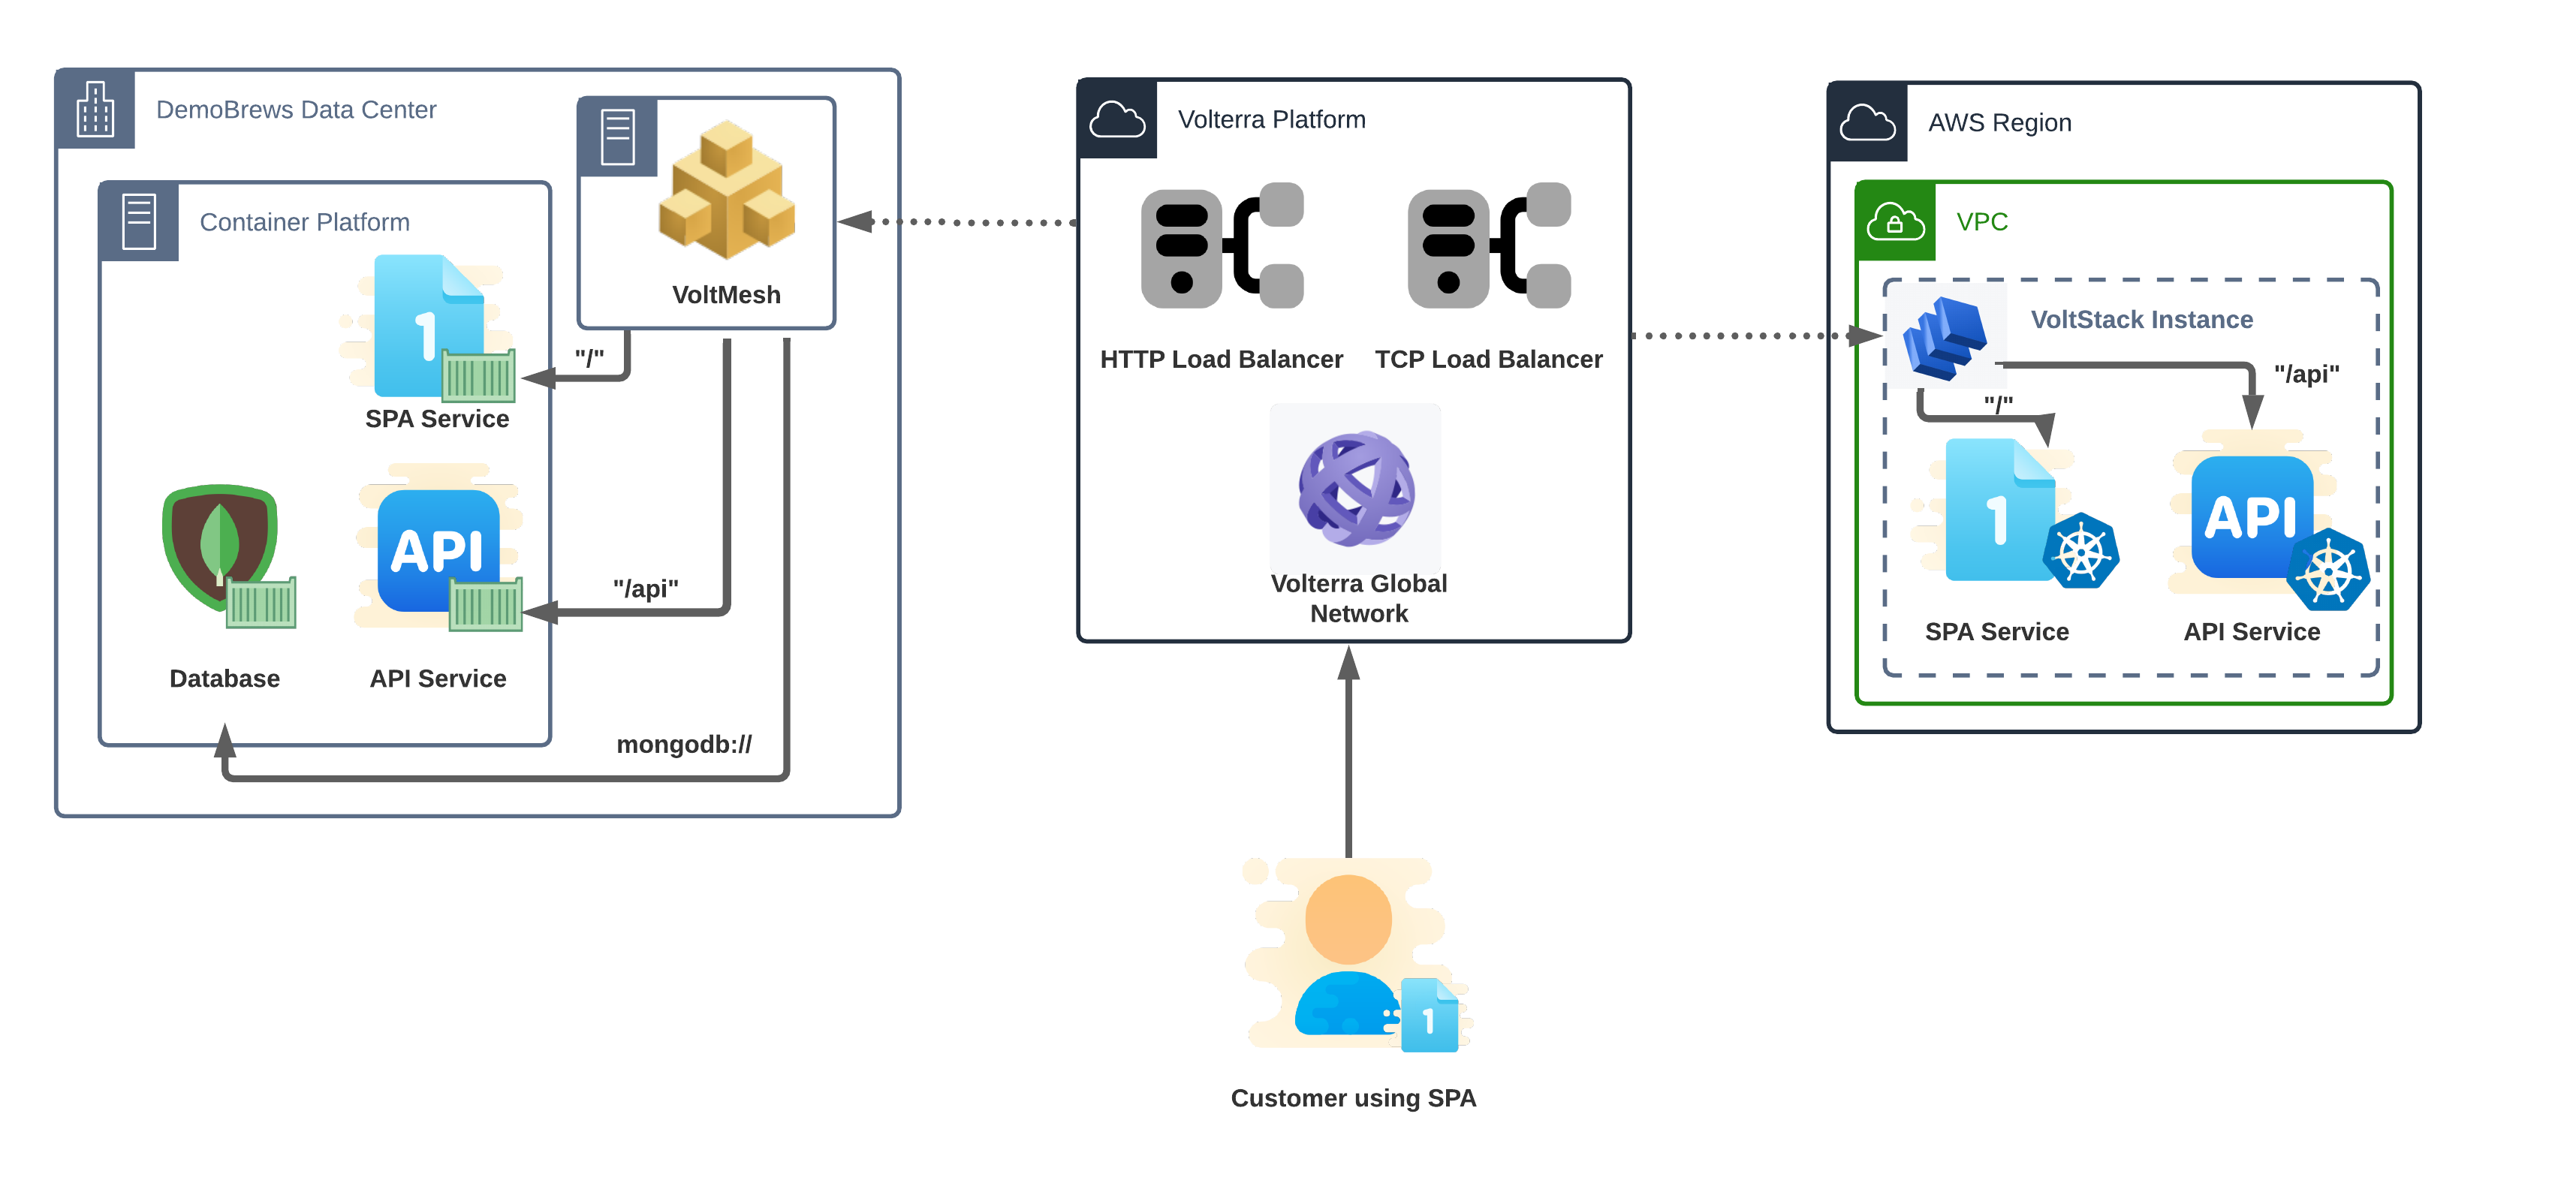 DemoBrews Data Center
Container Platform
VoltMesh
1
SPA Service
"/"
API
Database
API Service
"/api"
mongodb://
Volterra Platform
HTTP Load Balancer
TCP Load Balancer
Volterra Global
Network
1
Customer using SPA
AWS Region
VPC
VoltStack Instance
"/api"
"/"
1
API
SPA Service
API Service